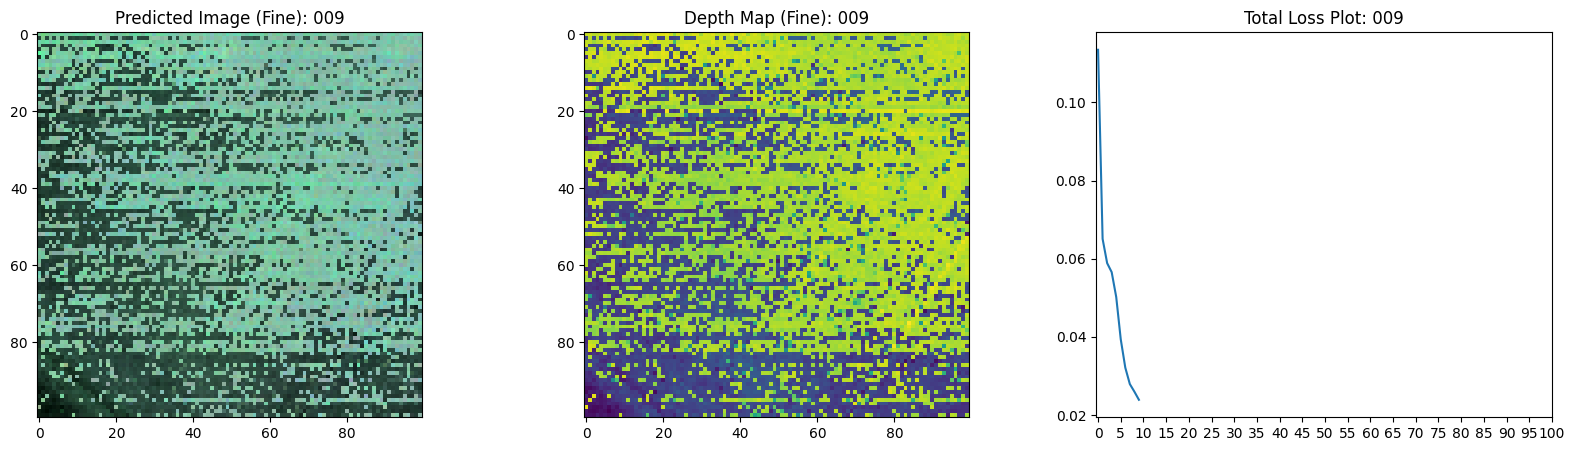 Predicted Image (Fine): 009
0
20
40
60
80
0 20 40 60 80
Depth Map (Fine): 009
0
20
40
60
80
0 20 40 60 80
Total Loss Plot: 009
0.10
0.08
0.06
0.04
0.02
0 5 10 15 20 25 30 35 40 45 50 55 60 65 70 75 80 85 90 95 100